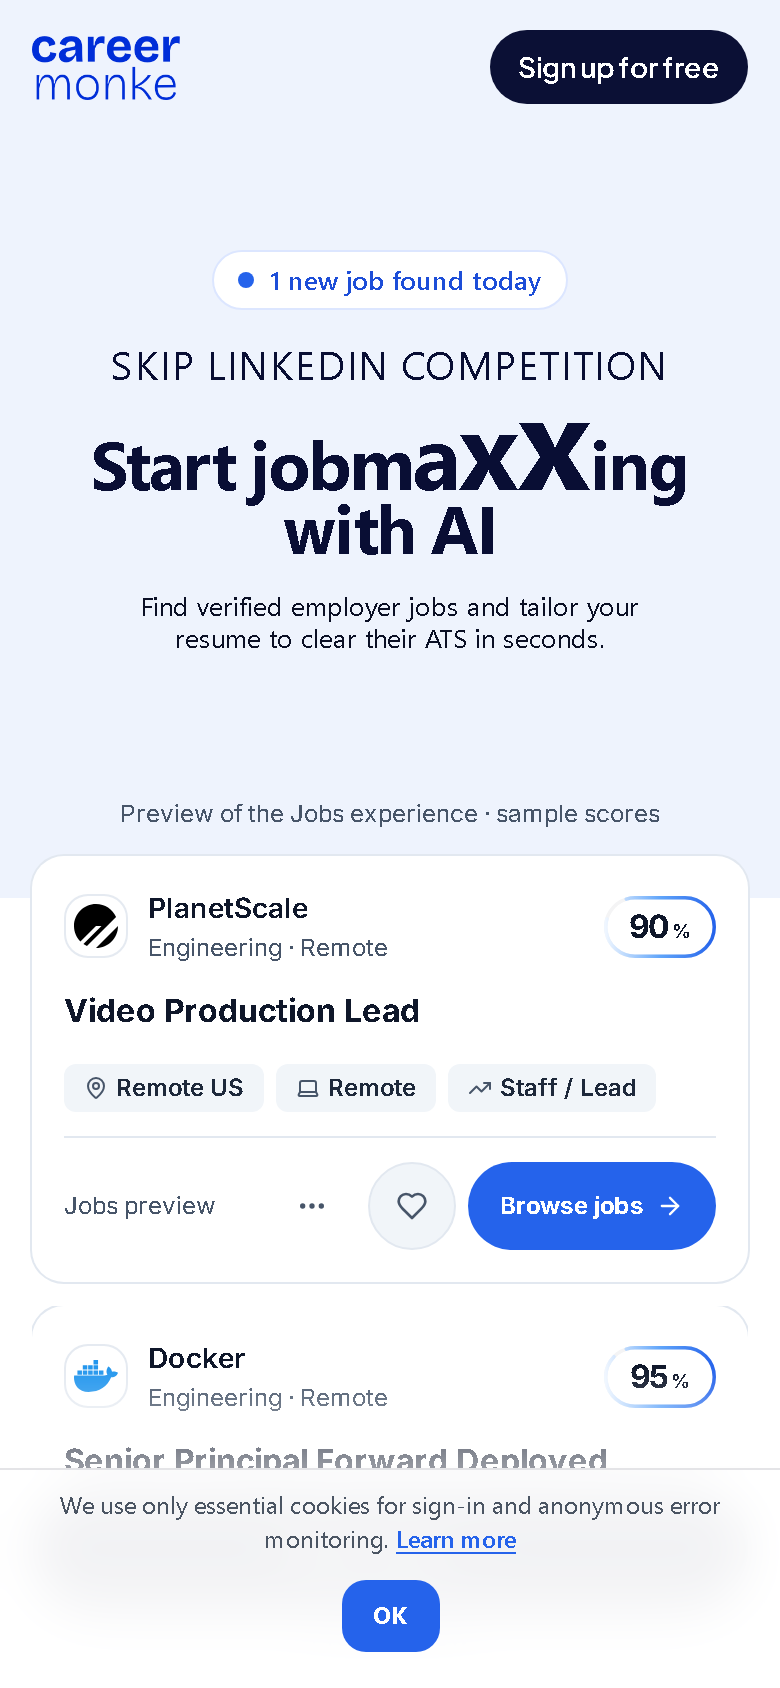 career
monke
Sign up for free
1 new job found today
SKIP LINKEDIN COMPETITION
Start jobmaxxing
with AI
Find verified employer jobs and tailor your
resume to clear their ATS in seconds.
Preview of the Jobs experience · sample scores
PlanetScale
Engineering · Remote
90%
Video Production Lead
Remote US
Remote
Staff / Lead
Jobs preview
Browse jobs
Docker
Engineering · Remote
95%
Senior Principal Forward Deployed
We use only essential cookies for sign-in and anonymous error
monitoring. Learn more
OK